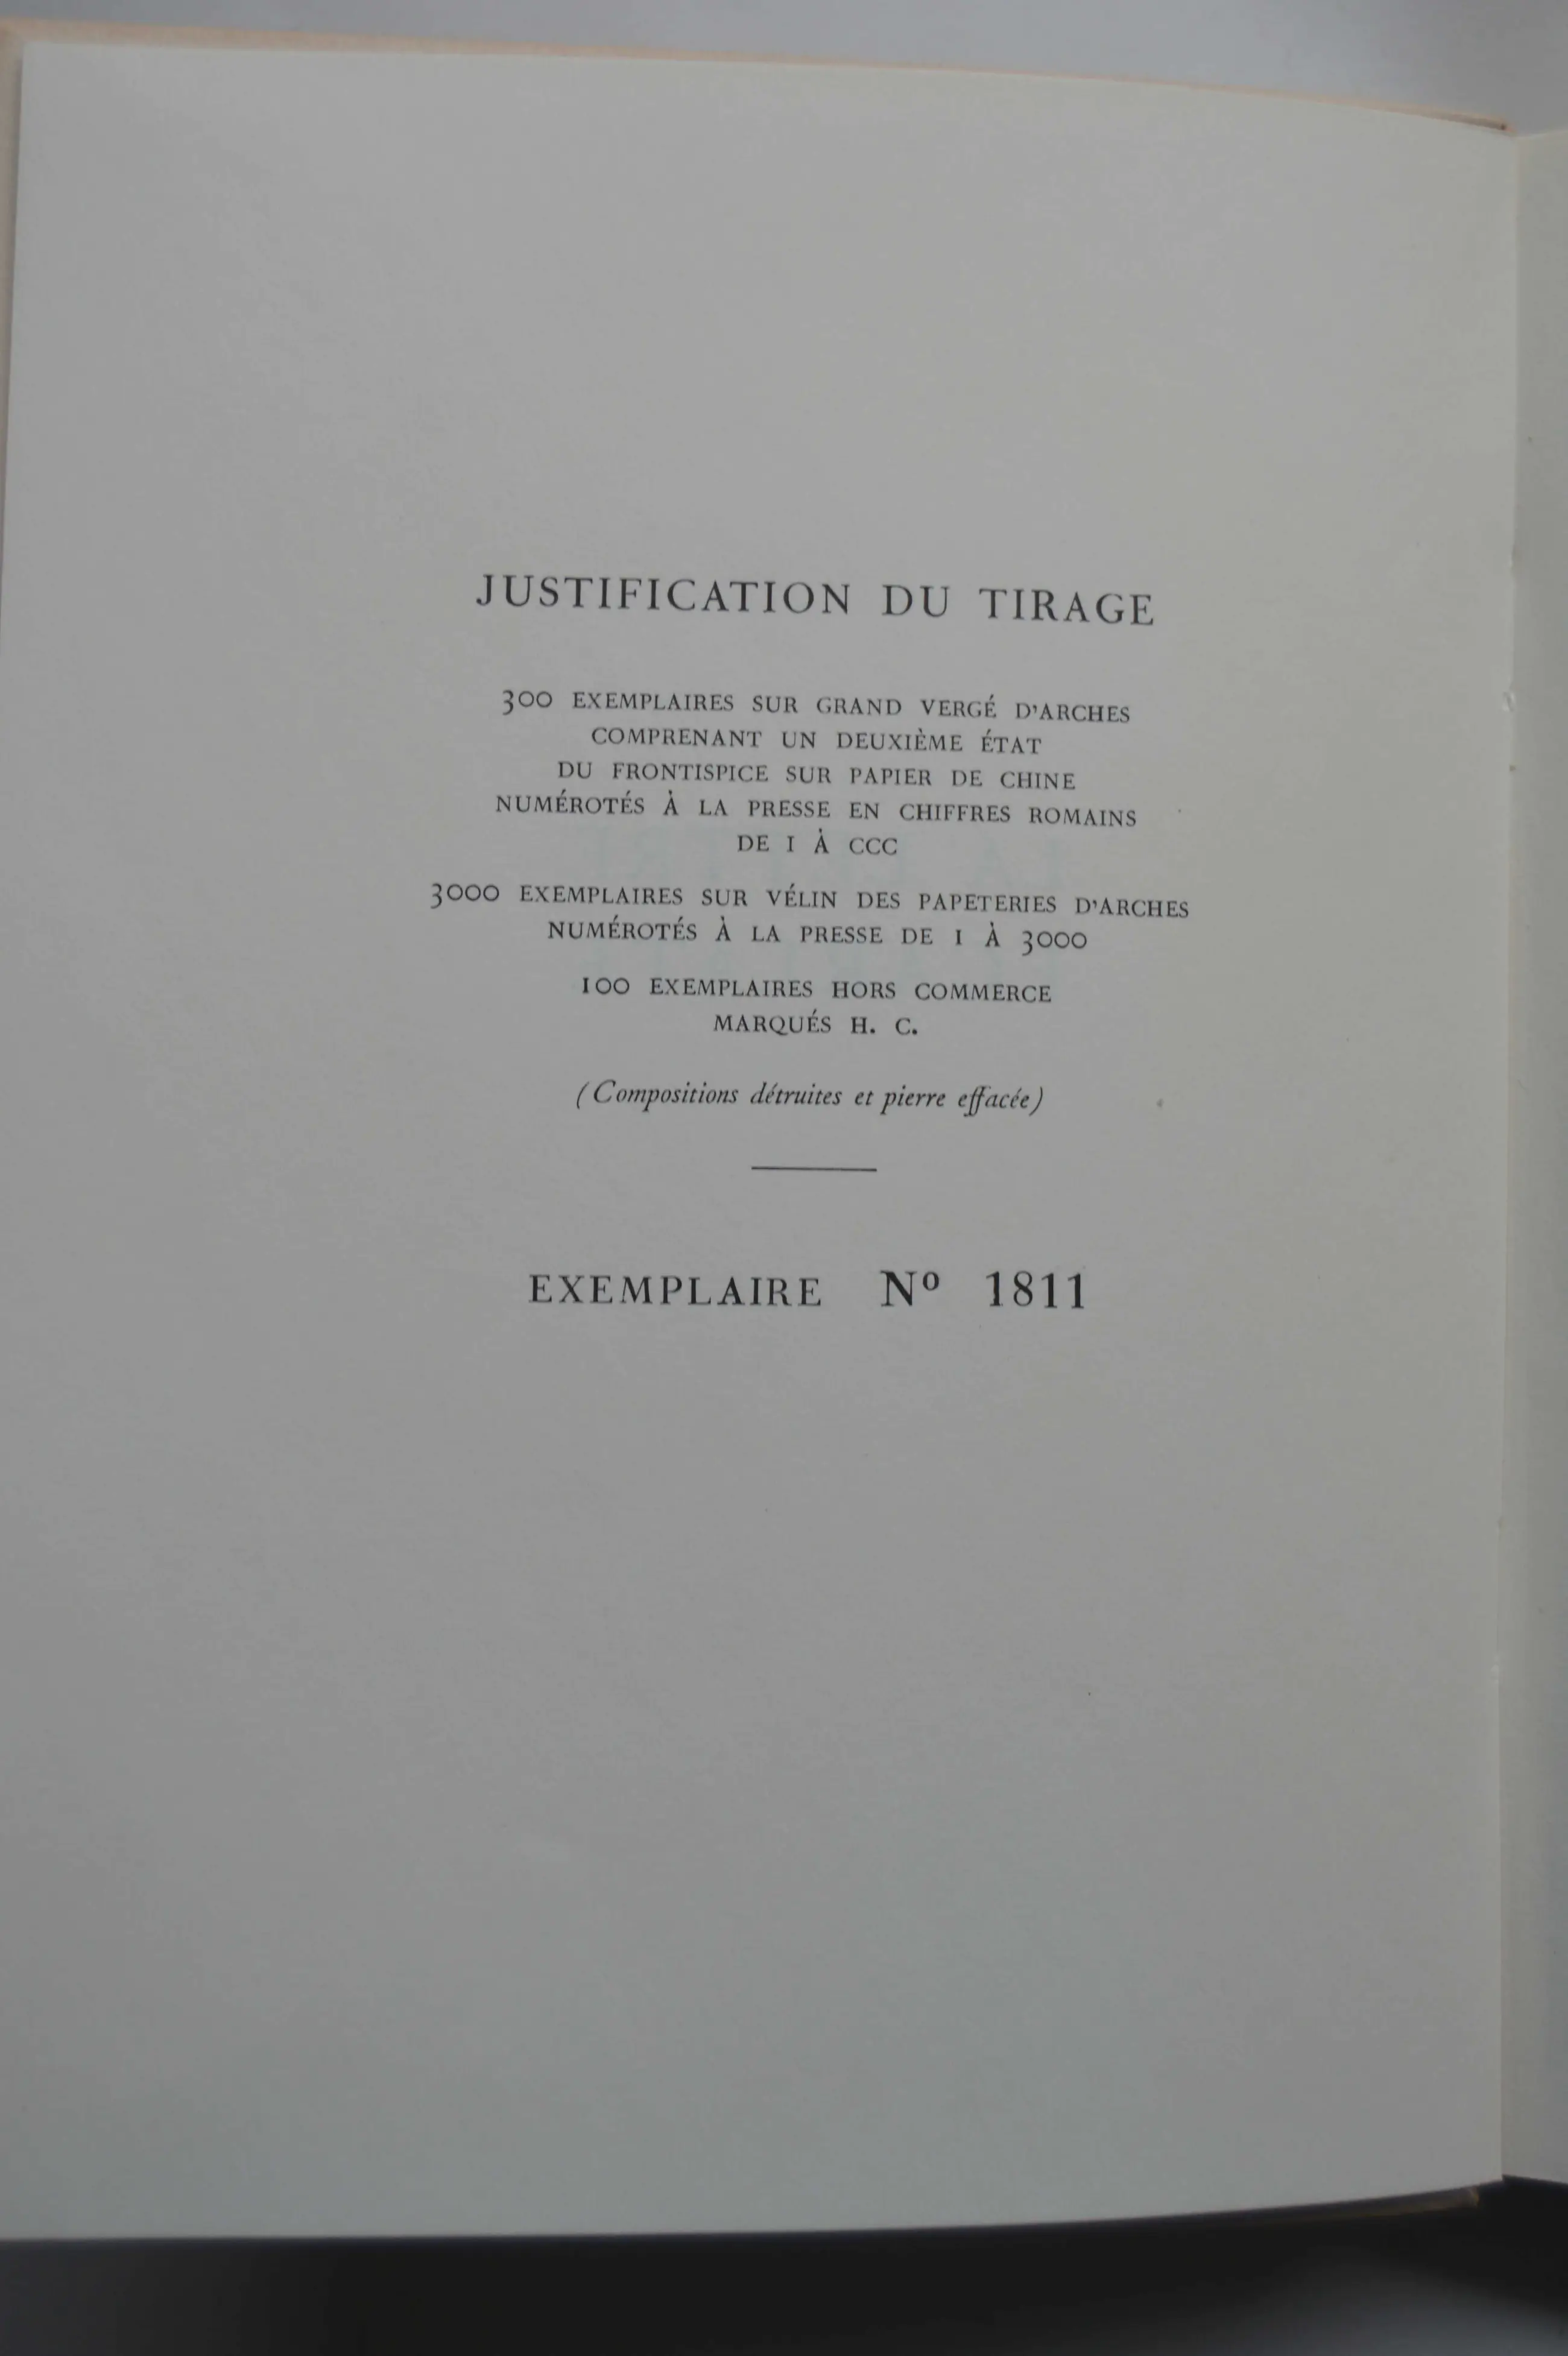 JUSTIFICATION DU TIRAGE
300 EXEMPLAIRES SUR GRAND VERGÉ D'ARCHES
COMPRENANT UN DEUXIÈME ÉTAT
DU FRONTISPICE SUR PAPIER DE CHINE
NUMÉROTÉS À LA PRESSE EN CHIFFRES ROMAINS
DE I À CCC
3000 EXEMPLAIRES SUR VÉLIN DES PAPETERIES D'ARCHES
NUMÉROTÉS À LA PRESSE DE I À 3000
100 EXEMPLAIRES HORS COMMERCE
MARQUÉS H. C.
(Compositions détruites et pierre effacée)
EXEMPLAIRE Nº 1811